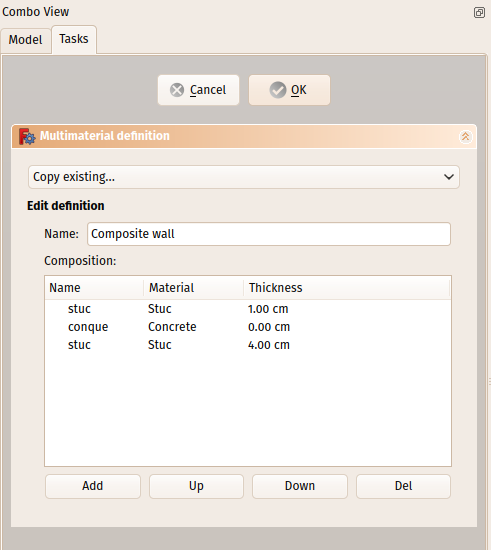 Combo View
Model Tasks
Cancel OK
Multimaterial definition
Copy existing...
Edit definition
Name: Composite wall
Composition:
Name Material Thickness
stuc Stuc 1.00 cm
conque Concrete 0.00 cm
stuc Stuc 4.00 cm
Add Up Down Del